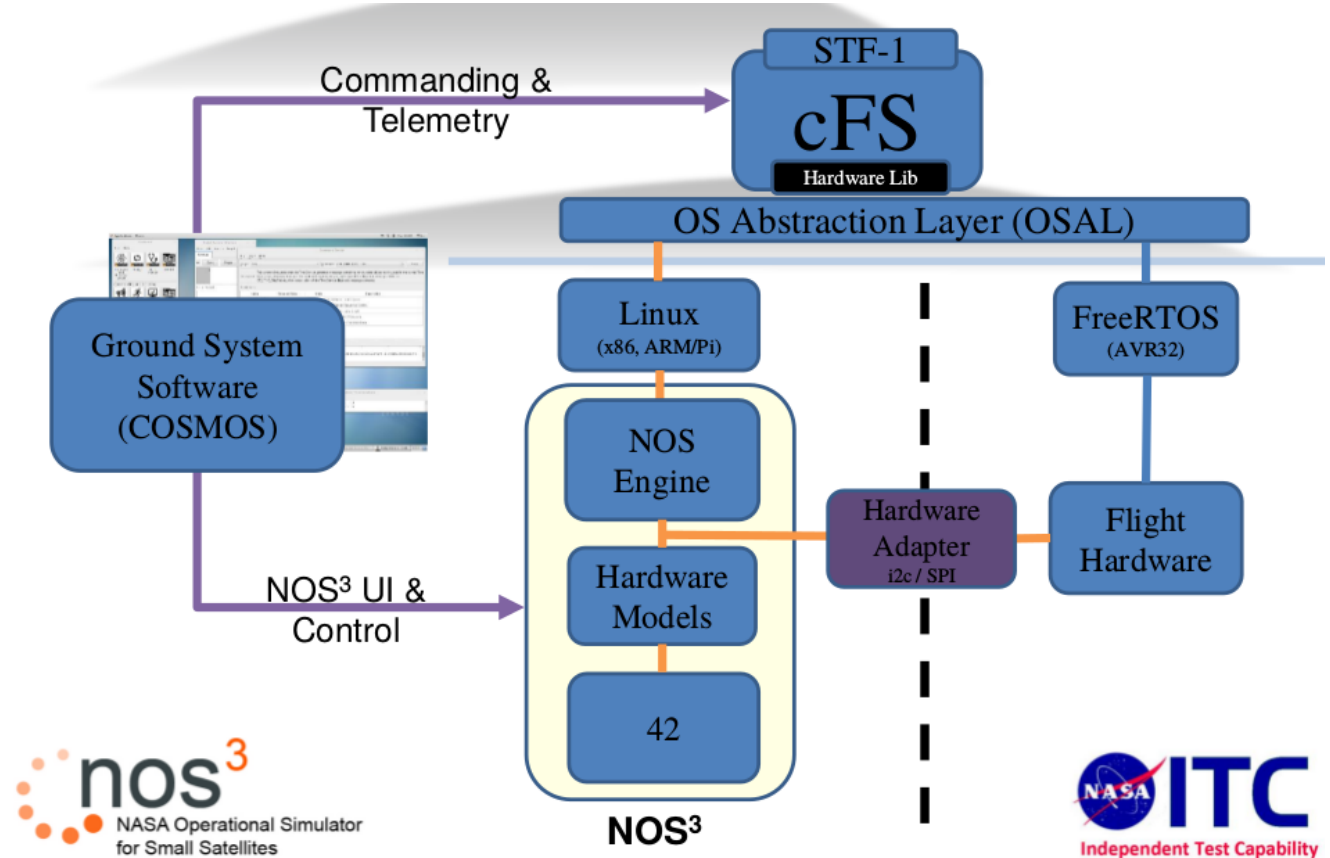 STF-1
cFS
Hardware Lib
OS Abstraction Layer (OSAL)
Commanding &
Telemetry
Ground System
Software
(COSMOS)
Linux
(x86, ARM/Pi)
FreeRTOS
(AVR32)
NOS
Engine
Hardware
Adapter
i2c / SPI
Flight
Hardware
NOS³ UI &
Control
Hardware
Models
42
NOS³
nos³
NASA Operational Simulator
for Small Satellites
NASA
ITC
Independent Test Capability